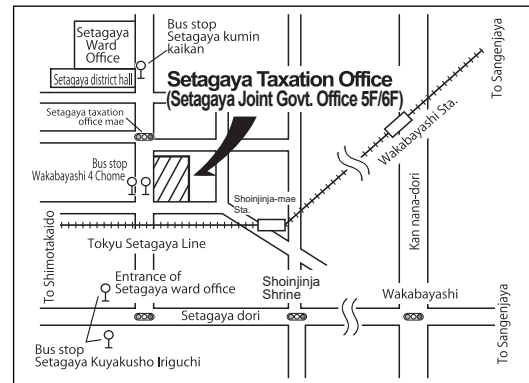 Bus stop
Setagaya kumin
kaikan
Setagaya
Ward
Office
Setagaya district hall
Setagaya Taxation Office
(Setagaya Joint Govt. Office 5F/6F)
To Sangenjaya
Setagaya taxation
office mae
Wakabayashi Sta.
Bus stop
Wakabayashi 4 Chome
Shoinjinja-mae
Sta.
Kan nana-dori
To Shimotakaido
Tokyu Setagaya Line
Entrance of
Setagaya ward office
Shoinjinja
Shrine
Wakabayashi
Setagaya dori
To Sangenjaya
Bus stop
Setagaya Kuyakusho Iriguchi